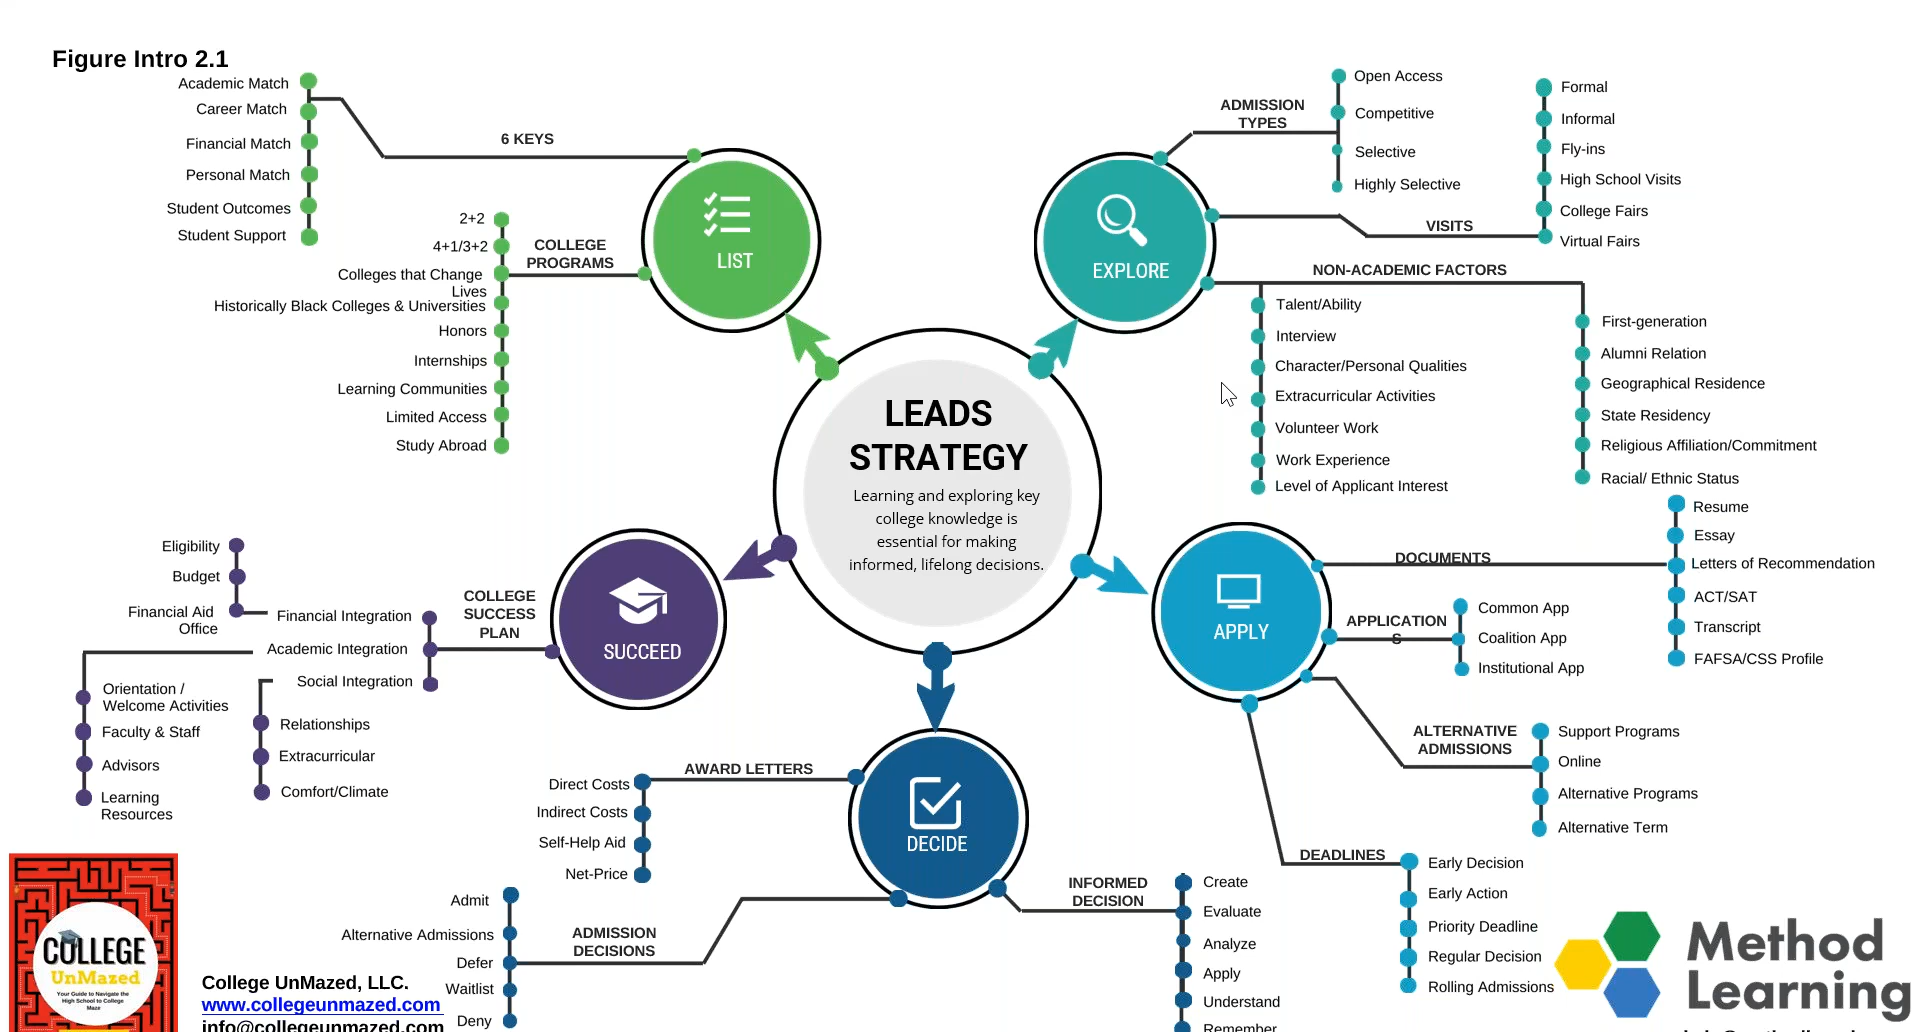 Figure Intro 2.1
Academic Match
Career Match
Financial Match
Personal Match
Student Outcomes
Student Support
6 KEYS
2+2
4+1/3+2
Colleges that Change
Lives
Historically Black Colleges & Universities
Honors
Internships
Learning Communities
Limited Access
Study Abroad
COLLEGE
PROGRAMS
LIST
EXPLORE
ADMISSION
TYPES
Open Access
Competitive
Selective
Highly Selective
VISITS
Formal
Informal
Fly-ins
High School Visits
College Fairs
Virtual Fairs
NON-ACADEMIC FACTORS
Talent/Ability
Interview
Character/Personal Qualities
Extracurricular Activities
Volunteer Work
Work Experience
Level of Applicant Interest
First-generation
Alumni Relation
Geographical Residence
State Residency
Religious Affiliation/Commitment
Racial/ Ethnic Status
LEADS
STRATEGY
Learning and exploring key
college knowledge is
essential for making
informed, lifelong decisions.
Eligibility
Budget
Financial Aid
Office
Financial Integration
Academic Integration
Social Integration
COLLEGE
SUCCESS
PLAN
SUCCEED
Orientation /
Welcome Activities
Faculty & Staff
Advisors
Learning
Resources
Relationships
Extracurricular
Comfort/Climate
APPLY
DOCUMENTS
Resume
Essay
Letters of Recommendation
ACT/SAT
Transcript
FAFSA/CSS Profile
APPLICATION
S
Common App
Coalition App
Institutional App
ALTERNATIVE
ADMISSIONS
Support Programs
Online
Alternative Programs
Alternative Term
DEADLINES
Early Decision
Early Action
Priority Deadline
Regular Decision
Rolling Admissions
DECIDE
AWARD LETTERS
Direct Costs
Indirect Costs
Self-Help Aid
Net-Price
ADMISSION
DECISIONS
Admit
Alternative Admissions
Defer
Waitlist
Deny
INFORMED
DECISION
Create
Evaluate
Analyze
Apply
Understand
Remember
COLLEGE
UnMazed
Your Guide to Navigate the
High School to College
Maze
College UnMazed, LLC.
www.collegeunmazed.com
info@collegeunmazed.com
Method
Learning